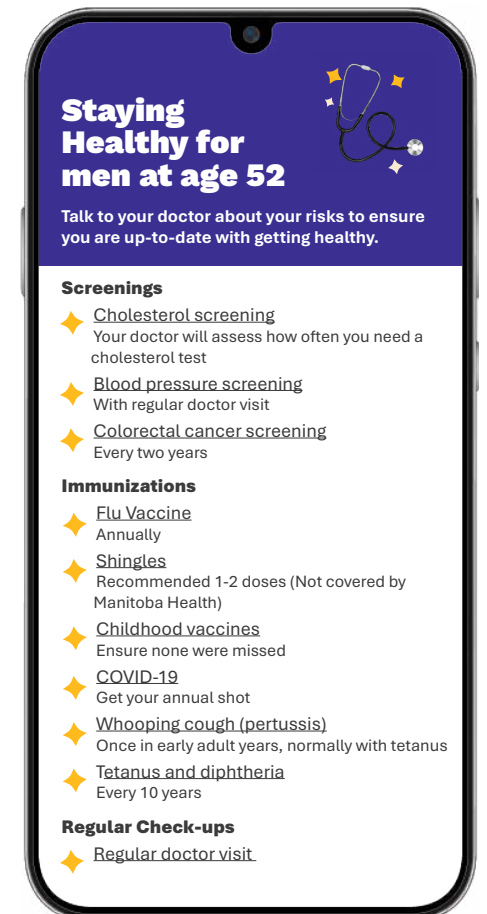 Staying
Healthy for
men at age 52
Talk to your doctor about your risks to ensure
you are up-to-date with getting healthy.
Screenings
Cholesterol screening
Your doctor will assess how often you need a
cholesterol test
Blood pressure screening
With regular doctor visit
Colorectal cancer screening
Every two years
Immunizations
Flu Vaccine
Annually
Shingles
Recommended 1-2 doses (Not covered by
Manitoba Health)
Childhood vaccines
Ensure none were missed
COVID-19
Get your annual shot
Whooping cough (pertussis)
Once in early adult years, normally with tetanus
Tetanus and diphtheria
Every 10 years
Regular Check-ups
Regular doctor visit